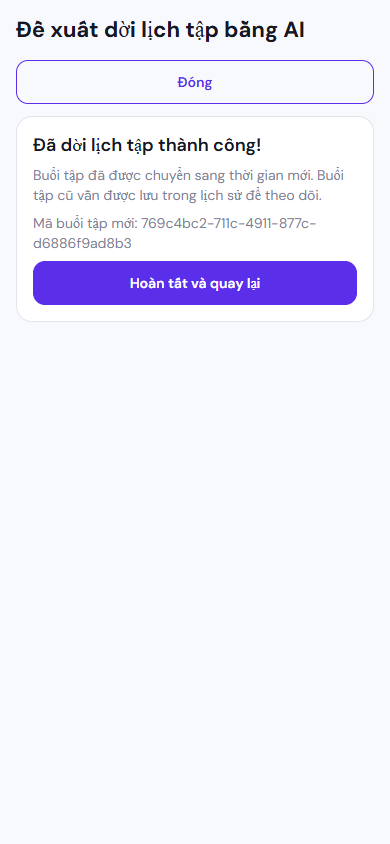 Đề xuất dời lịch tập bằng AI
Đóng
Đã dời lịch tập thành công!
Buổi tập đã được chuyển sang thời gian mới. Buổi
tập cũ vẫn được lưu trong lịch sử để theo dõi.
Mã buổi tập mới: 769c4bc2-711c-4911-877c-
d6886f9ad8b3
Hoàn tất và quay lại